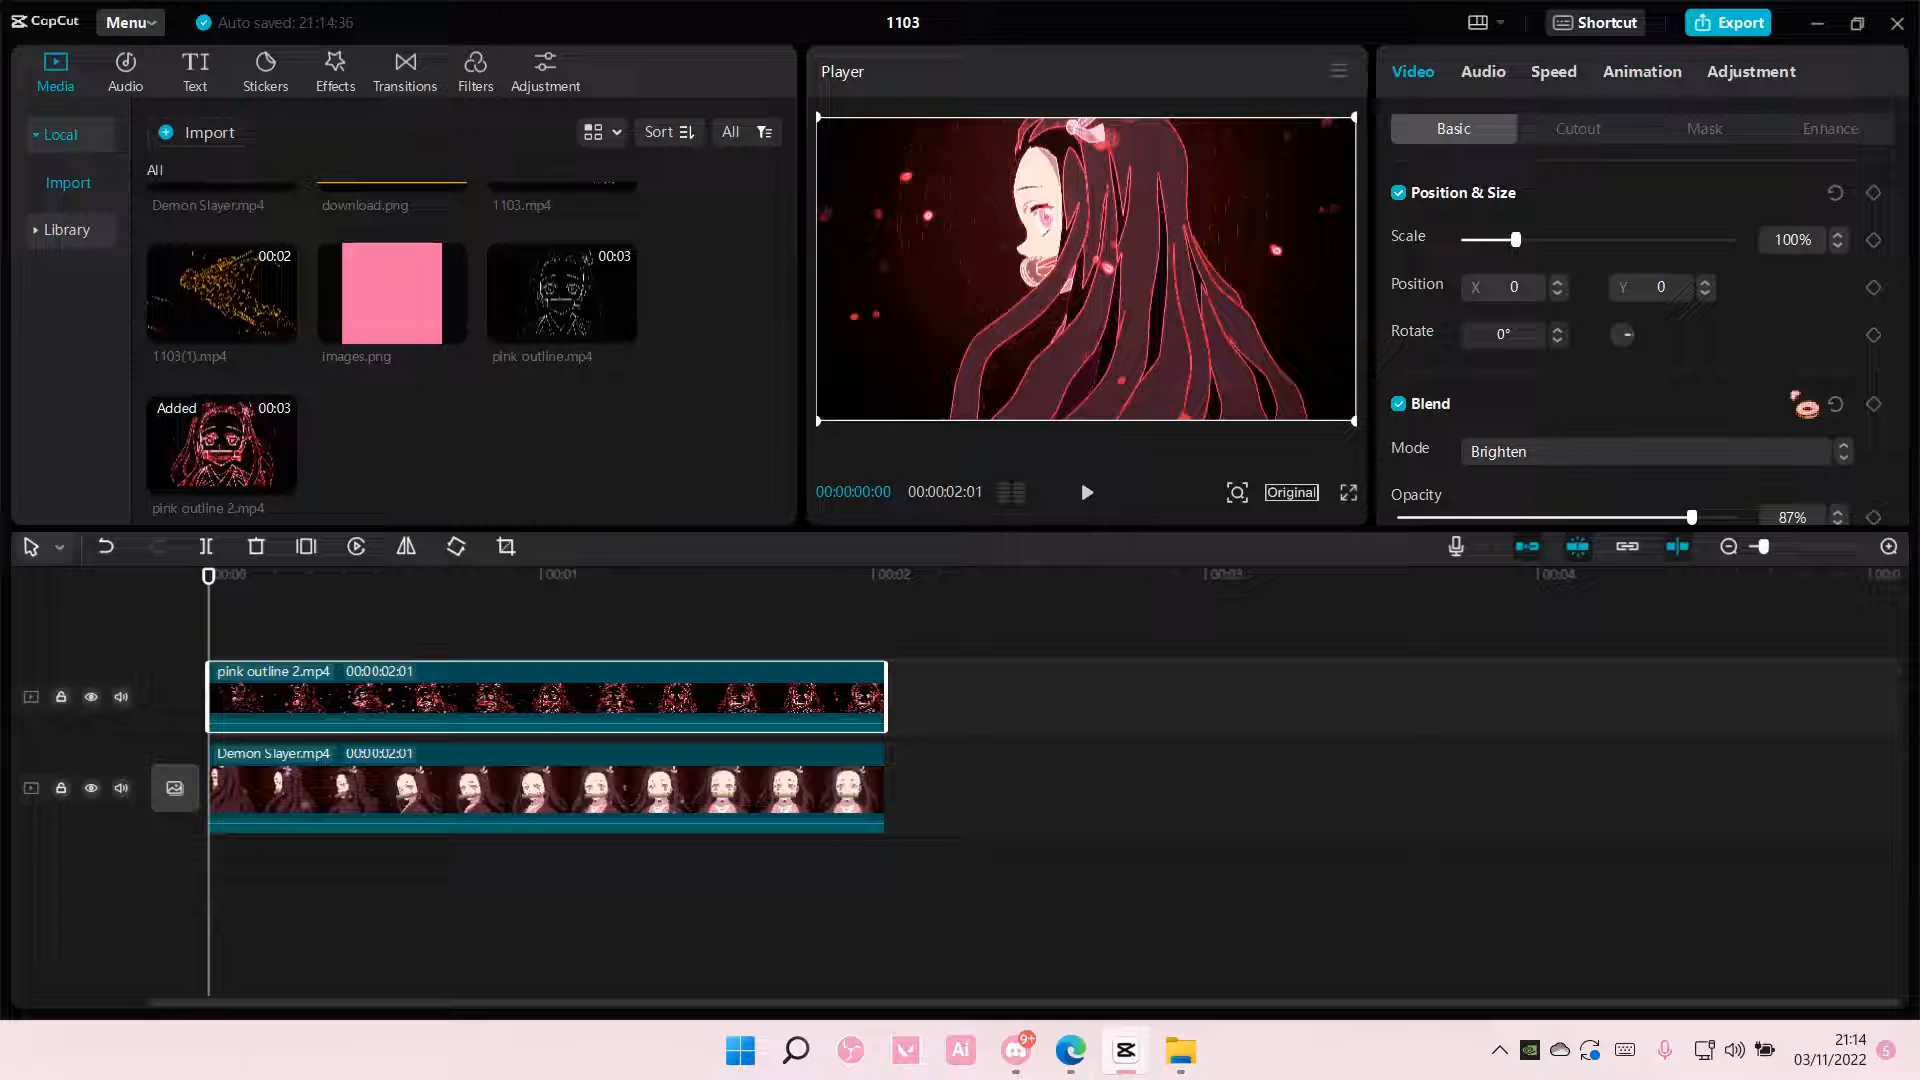 CapCut
Menu
Auto saved: 21:14:36
1103
Shortcut
Export
Media
Audio
Text
Stickers
Effects
Transitions
Filters
Adjustment
Local
Import
Library
Import
Sort
All
All
Demon Slayer.mp4
download.png
1103.mp4
00:02
00:03
1103(1).mp4
images.png
pink outline.mp4
Added
00:03
pink outline 2.mp4
Player
00:00:00:00
00:00:02:01
Original
Video
Audio
Speed
Animation
Adjustment
Basic
Cutout
Mask
Enhance
Position & Size
Scale
100%
Position
X 0
Y 0
Rotate
0°
Blend
Mode
Brighten
Opacity
87%
00:00
00:01
00:02
00:03
00:04
pink outline 2.mp4 00:00:02:01
Demon Slayer.mp4 00:00:02:01
Ai
9+
21:14
03/11/2022
5